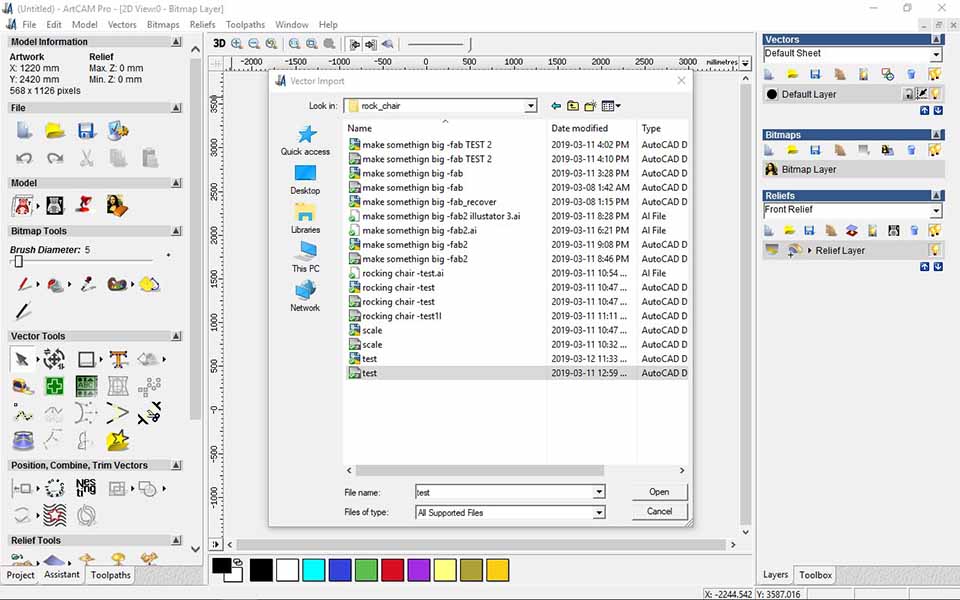 (Untitled) - ArtCAM Pro - [2D View:0 - Bitmap Layer]
File Edit Model Vectors Bitmaps Reliefs Toolpaths Window Help
Model Information
Artwork Relief
X: 1220 mm Max. Z: 0 mm
Y: 2420 mm Min. Z: 0 mm
568 x 1126 pixels
File
Model
Bitmap Tools
Brush Diameter: 5
Vector Tools
ABC
Position, Combine, Trim Vectors
Nes
ting
Relief Tools
Project Assistant Toolpaths
3D
-2000 -1500 -1000 -500 0 500 1000 1500 2000 2500 3000 millimetres
3500
3000
2500
2000
1500
1000
500
-0
-500
-1000
Vector Import
Look in: rock_chair
Quick access
Desktop
Libraries
This PC
Network
Name Date modified Type
make somethign big -fab TEST 2 2019-03-11 4:02 PM AutoCAD D
make somethign big -fab TEST 2 2019-03-11 4:10 PM AutoCAD D
make somethign big -fab 2019-03-11 3:28 PM AutoCAD D
make somethign big -fab 2019-03-08 1:42 AM AutoCAD D
make somethign big -fab_recover 2019-03-08 1:15 PM AutoCAD D
make somethign big -fab2 illustator 3.ai 2019-03-11 8:28 PM AI File
make somethign big -fab2.ai 2019-03-11 6:21 PM AI File
make somethign big -fab2 2019-03-11 9:08 PM AutoCAD D
make somethign big -fab2 2019-03-11 8:46 PM AutoCAD D
rocking chair -test.ai 2019-03-11 10:54 ... AI File
rocking chair -test 2019-03-11 10:47 ... AutoCAD D
rocking chair -test 2019-03-11 10:47 ... AutoCAD D
rocking chair -test1l 2019-03-11 11:11 ... AutoCAD D
scale 2019-03-11 10:47 ... AutoCAD D
scale 2019-03-11 10:32 ... AutoCAD D
test 2019-03-12 11:33 ... AutoCAD D
test 2019-03-11 12:59 ... AutoCAD D
File name: test Open
Files of type: All Supported Files Cancel
Vectors
Default Sheet
Default Layer
Bitmaps
Bitmap Layer
Reliefs
Front Relief
Relief Layer
Layers Toolbox
X: -2244.542 Y: 3587.016